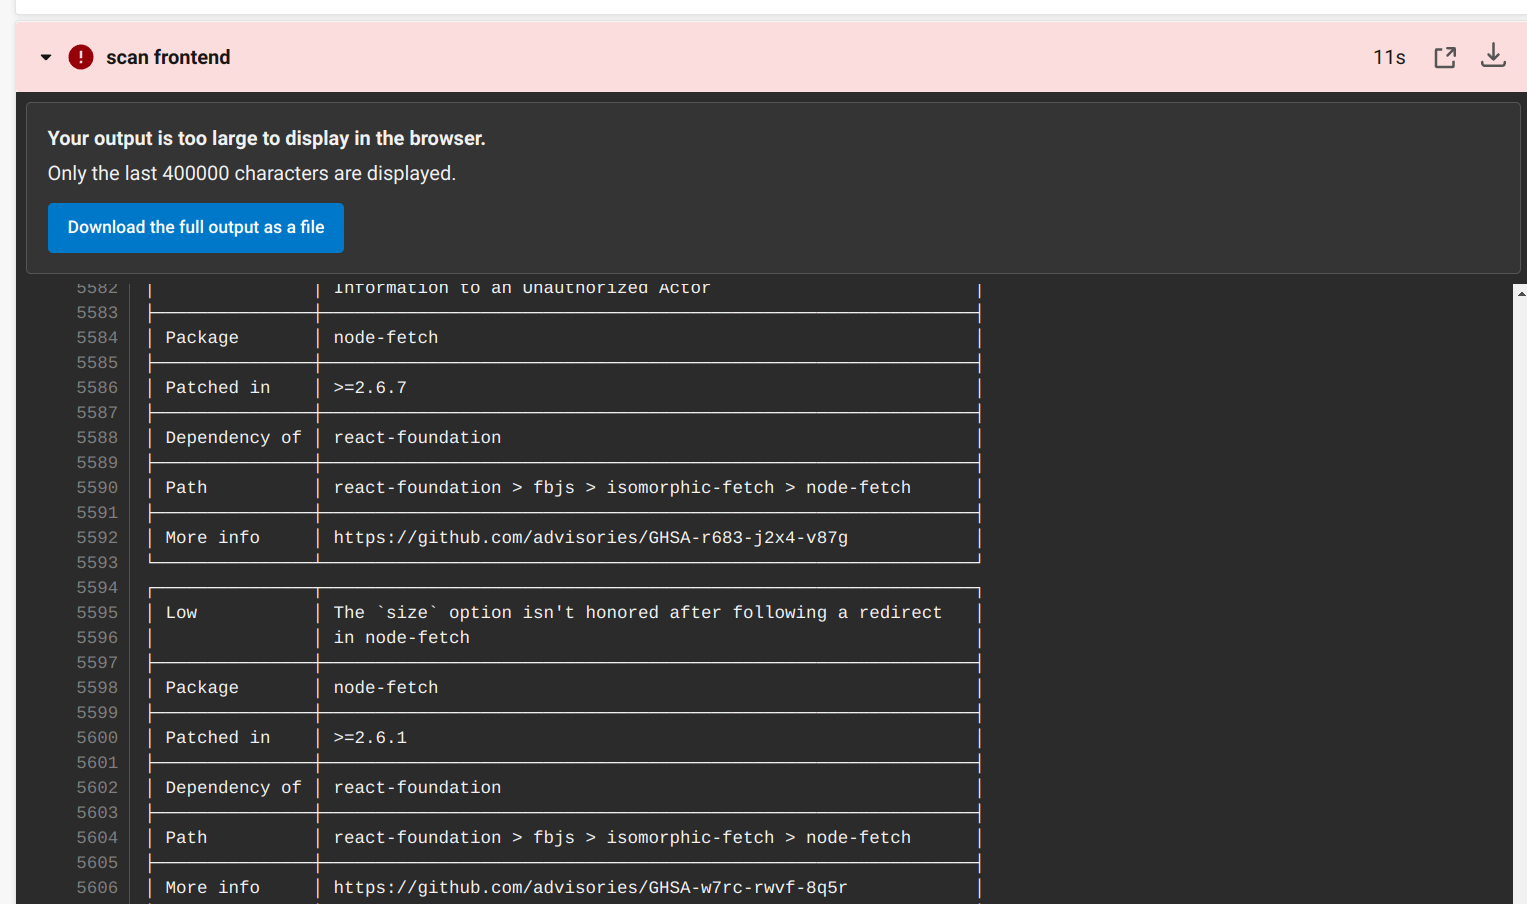 scan frontend 11s
Your output is too large to display in the browser.
Only the last 400000 characters are displayed.
Download the full output as a file
5582 Information to an Unauthorized Actor
5583
5584 Package node-fetch
5585
5586 Patched in >=2.6.7
5587
5588 Dependency of react-foundation
5589
5590 Path react-foundation > fbjs > isomorphic-fetch > node-fetch
5591
5592 More info https://github.com/advisories/GHSA-r683-j2x4-v87g
5593
5594
5595 Low The `size` option isn't honored after following a redirect
5596 in node-fetch
5597
5598 Package node-fetch
5599
5600 Patched in >=2.6.1
5601
5602 Dependency of react-foundation
5603
5604 Path react-foundation > fbjs > isomorphic-fetch > node-fetch
5605
5606 More info https://github.com/advisories/GHSA-w7rc-rwvf-8q5r